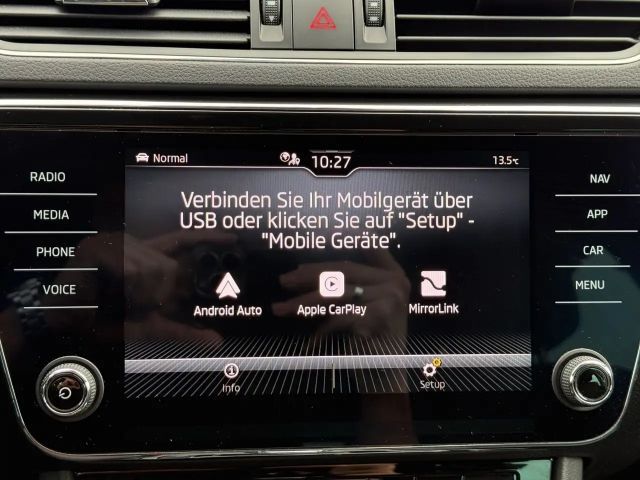 Normal
10:27
13.5°C
RADIO
MEDIA
PHONE
VOICE
Verbinden Sie Ihr Mobilgerät über
USB oder klicken Sie auf "Setup" -
"Mobile Geräte".
Android Auto
Apple CarPlay
MirrorLink
Info
Setup
NAV
APP
CAR
MENU